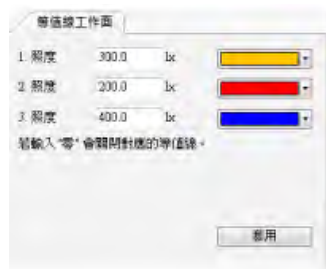 等值線工作面
1. 照度 300.0 lx
2. 照度 200.0 lx
3. 照度 400.0 lx
若輸入"零"會關閉對應的等值線。
套用